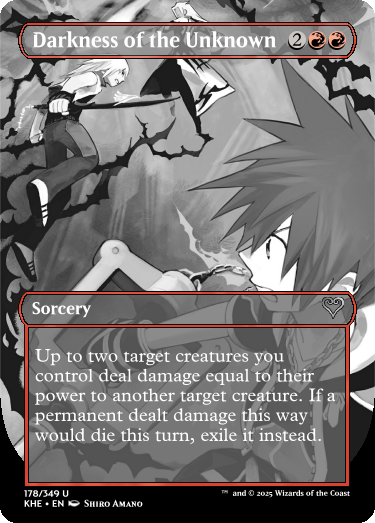 Darkness of the Unknown 2
Sorcery
Up to two target creatures you
control deal damage equal to their
power to another target creature. If a
permanent dealt damage this way
would die this turn, exile it instead.
178/349 U
KHE • EN Shiro Amano
™ and © 2025 Wizards of the Coast